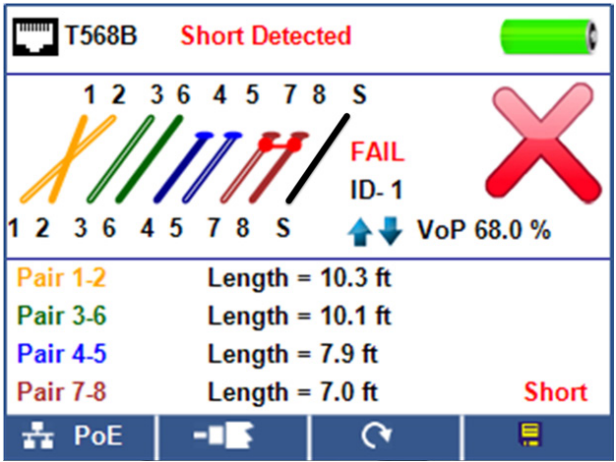 T568B Short Detected
1 2 3 6 4 5 7 8 S
FAIL
ID- 1
1 2 3 6 4 5 7 8 S
VoP 68.0 %
Pair 1-2 Length = 10.3 ft
Pair 3-6 Length = 10.1 ft
Pair 4-5 Length = 7.9 ft
Pair 7-8 Length = 7.0 ft Short
PoE